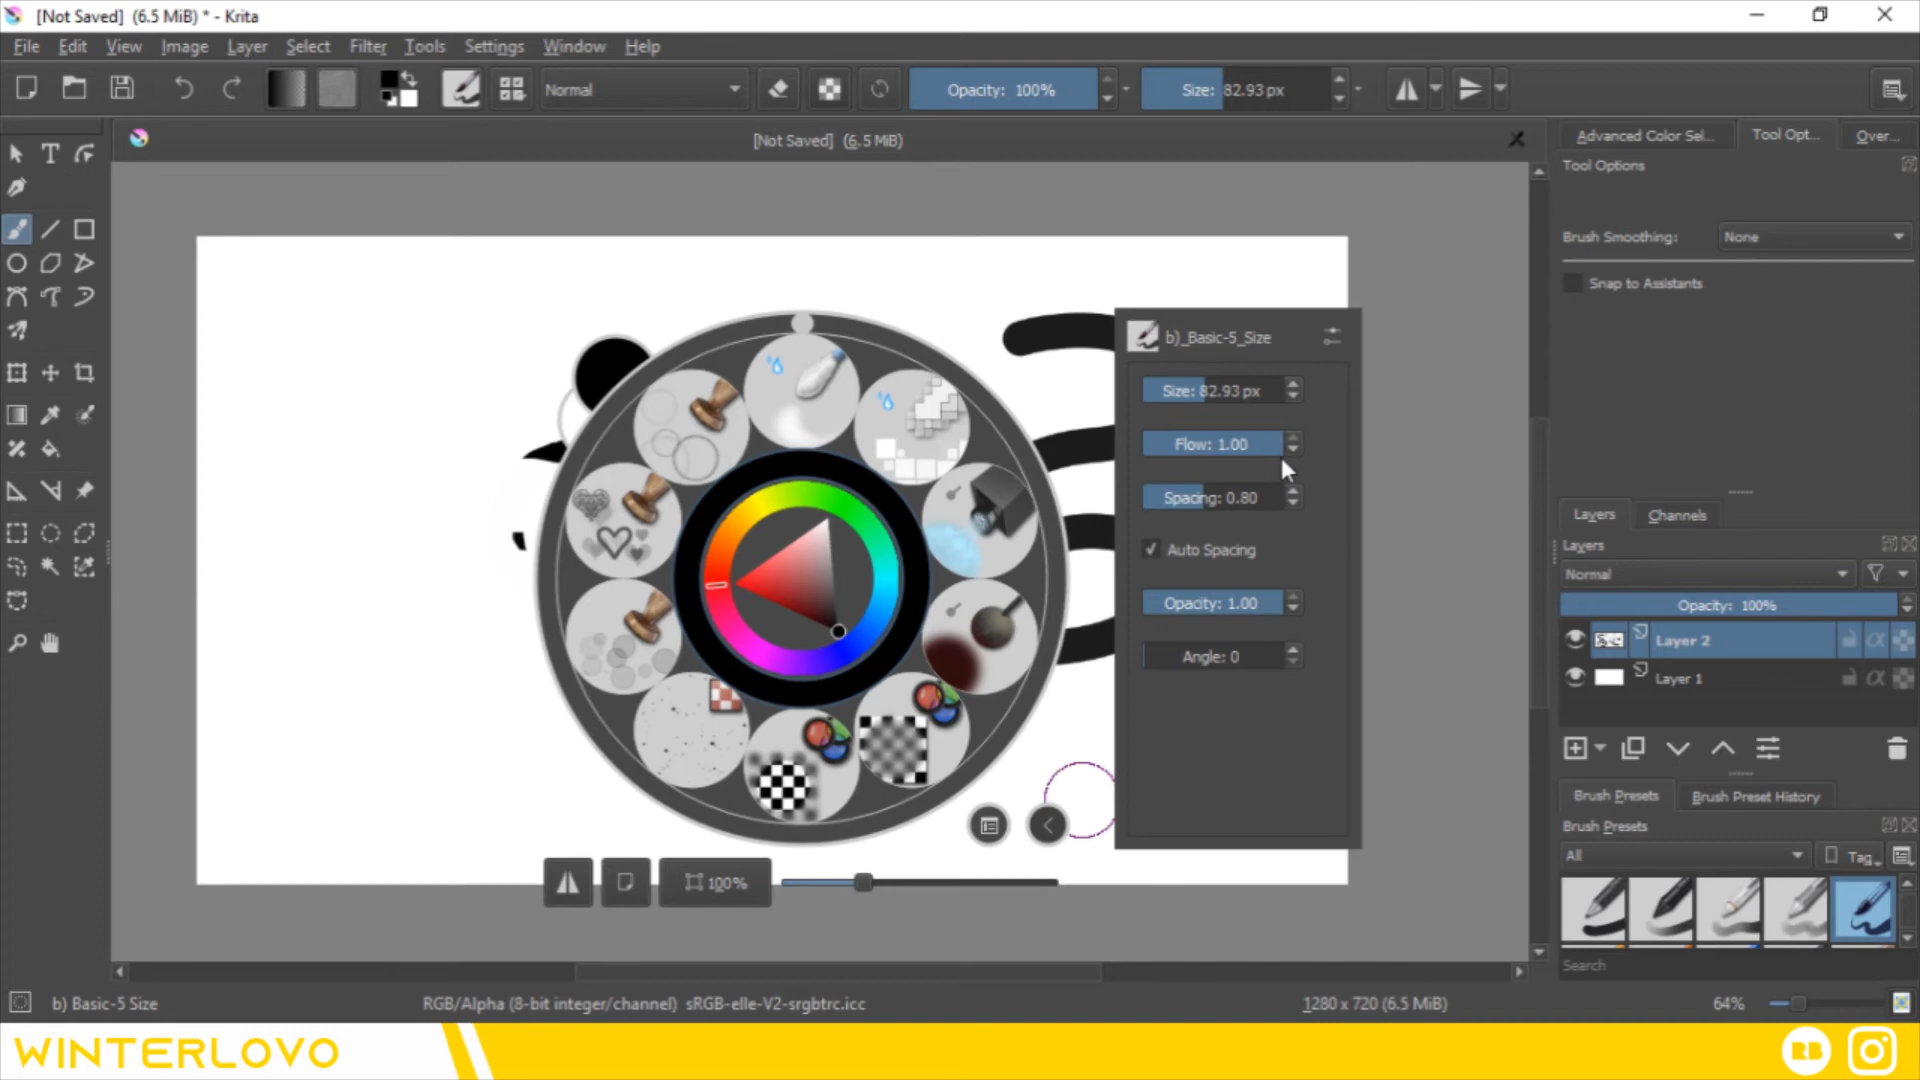 [Not Saved] (6.5 MiB) * - Krita
File Edit View Image Layer Select Filter Tools Settings Window Help
Normal Opacity: 100% Size: 82.93 px
[Not Saved] (6.5 MiB)
Advanced Color Sel... Tool Opt... Over...
Tool Options
Brush Smoothing: None
Snap to Assistants
b)_Basic-5_Size
Size: 82.93 px
Flow: 1.00
Spacing: 0.80
Auto Spacing
Opacity: 1.00
Angle: 0
100%
Layers Channels
Layers
Normal
Opacity: 100%
Layer 2
Layer 1
Brush Presets Brush Preset History
Brush Presets
All Tag
Search
b) Basic-5 Size RGB/Alpha (8-bit integer/channel) sRGB-elle-V2-srgbtrc.icc 1280 x 720 (6.5 MiB) 64%
WINTERLOVO
RB